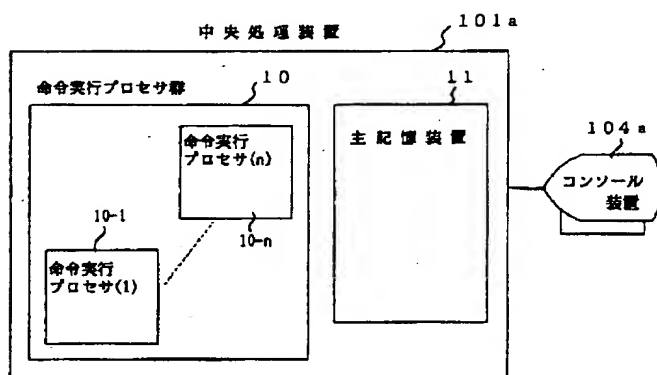 中央処理装置
101a
命令実行プロセサ群
10
11
命令実行
プロセサ(n)
10-n
主記憶装置
104a
コンソール
装置
10-1
命令実行
プロセサ(1)